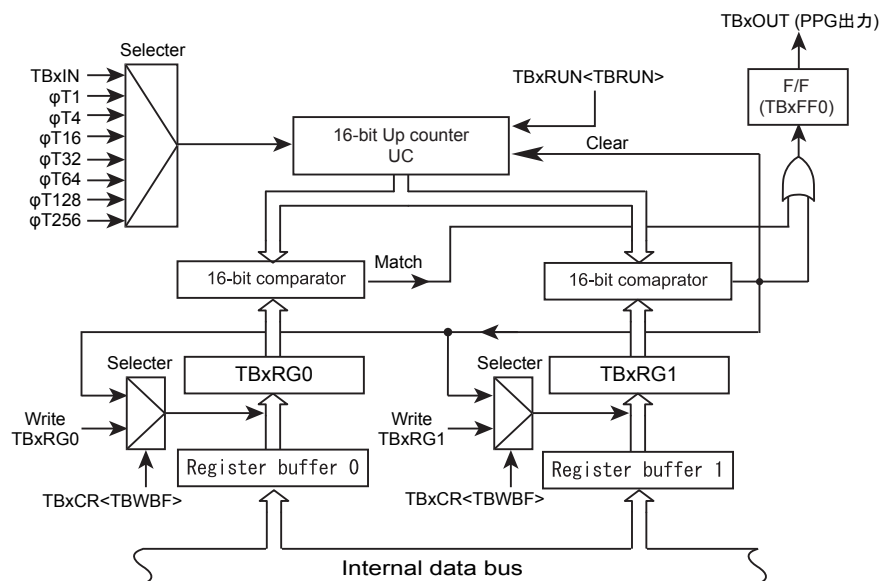 TBxOUT (PPG出力)
Selecter
TBxIN
φT1
φT4
φT16
φT32
φT64
φT128
φT256
TBxRUN<TBRUN>
F/F
(TBxFF0)
16-bit Up counter
UC
Clear
16-bit comparator
Match
16-bit comaprator
Selecter
TBxRG0
Selecter
TBxRG1
Write
TBxRG0
Write
TBxRG1
Register buffer 0
Register buffer 1
TBxCR<TBWBF>
TBxCR<TBWBF>
Internal data bus